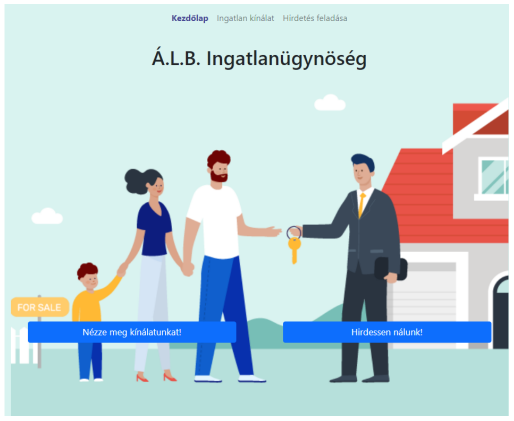 Kezdőlap Ingatlan kínálat Hirdetés feladása
Á.L.B. Ingatlanügynöség
FOR SALE
Nézze meg kínálatunkat! Hirdessen nálunk!